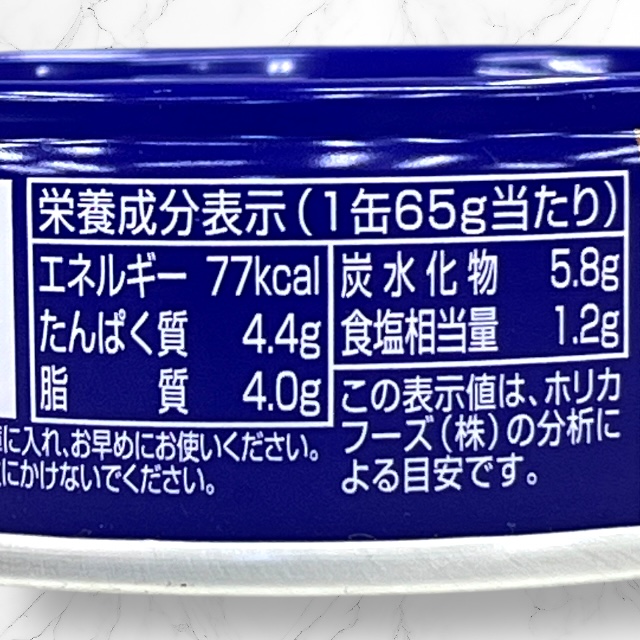 栄養成分表示(1缶65g当たり)
エネルギー 77kcal
たんぱく質 4.4g
脂質 4.0g
炭水化物 5.8g
食塩相当量 1.2g
に入れ、お早めにお使いください。
にかけないでください。
この表示値は、ホリカ
フーズ(株)の分析に
よる目安です。